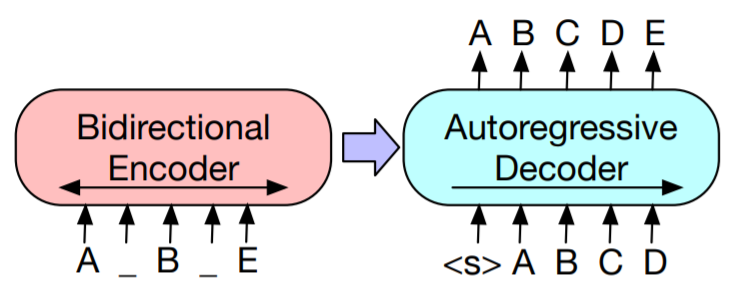 A B C D E
Bidirectional
Encoder
Autoregressive
Decoder
A _ B _ E
<s> A B C D